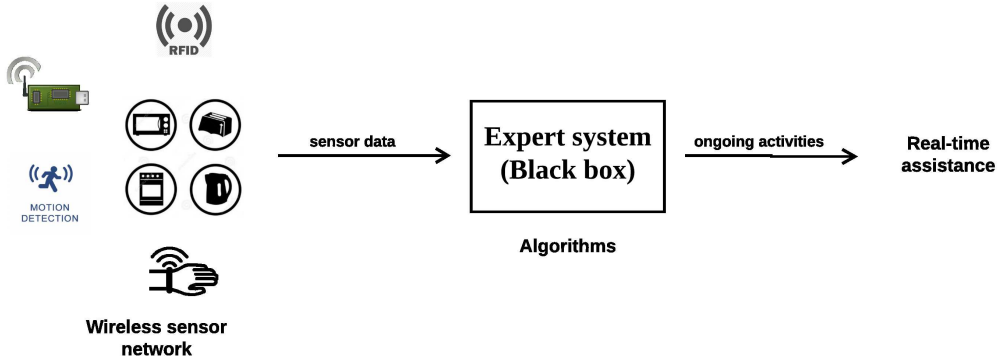 RFID
MOTION
DETECTION
Wireless sensor
network
sensor data
Expert system
(Black box)
Algorithms
ongoing activities
Real-time
assistance